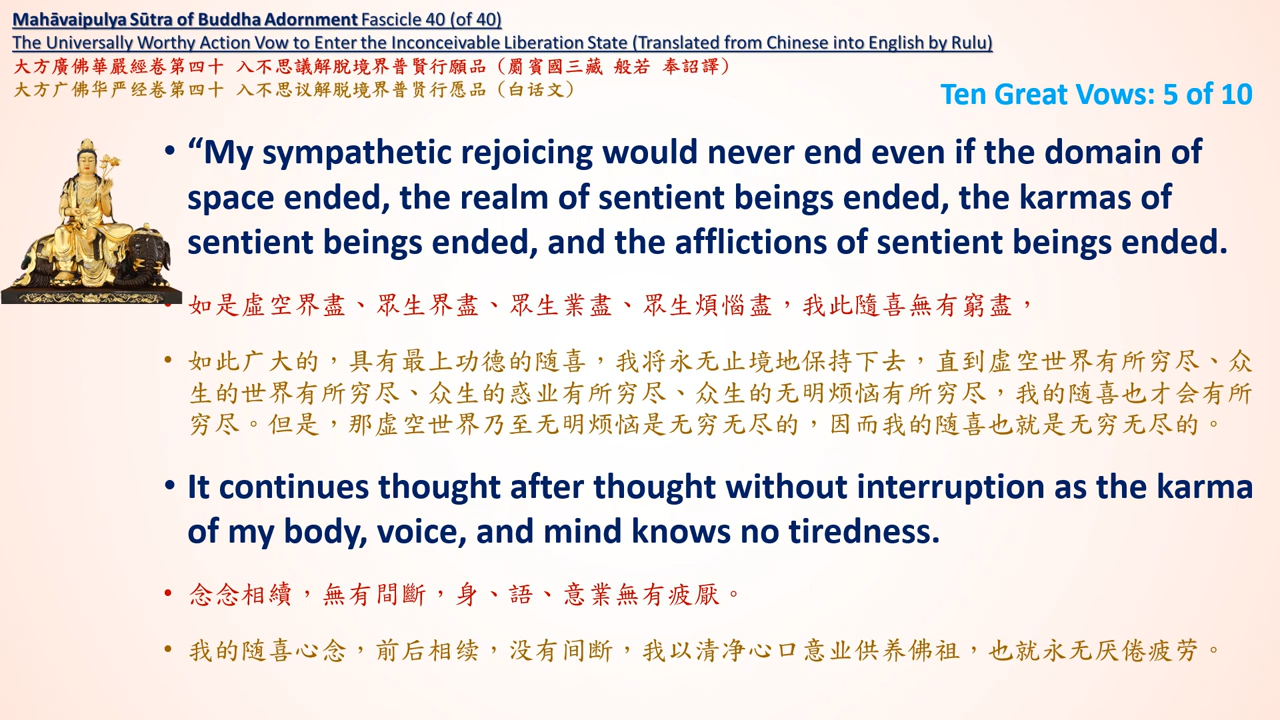 Mahāvaipulya Sūtra of Buddha Adornment Fascicle 40 (of 40)
The Universally Worthy Action Vow to Enter the Inconceivable Liberation State (Translated from Chinese into English by Rulu)
大方廣佛華嚴經卷第四十 入不思議解脫境界普賢行願品（罽賓國三藏 般若 奉詔譯）
大方广佛华严经卷第四十 入不思议解脱境界普贤行愿品（白话文）
Ten Great Vows: 5 of 10
• “My sympathetic rejoicing would never end even if the domain of
space ended, the realm of sentient beings ended, the karmas of
sentient beings ended, and the afflictions of sentient beings ended.
• 如是虛空界盡、眾生界盡、眾生業盡、眾生煩惱盡，我此隨喜無有窮盡，
• 如此广大的，具有最上功德的随喜，我将永无止境地保持下去，直到虚空世界有所穷尽、众
生的世界有所穷尽、众生的惑业有所穷尽、众生的无明烦恼有所穷尽，我的随喜也才会有所
穷尽。但是，那虚空世界乃至无明烦恼是无穷无尽的，因而我的随喜也就是无穷无尽的。
• It continues thought after thought without interruption as the karma
of my body, voice, and mind knows no tiredness.
• 念念相續，無有間斷，身、語、意業無有疲厭。
• 我的随喜心念，前后相续，没有间断，我以清净心口意业供养佛祖，也就永无厌倦疲劳。